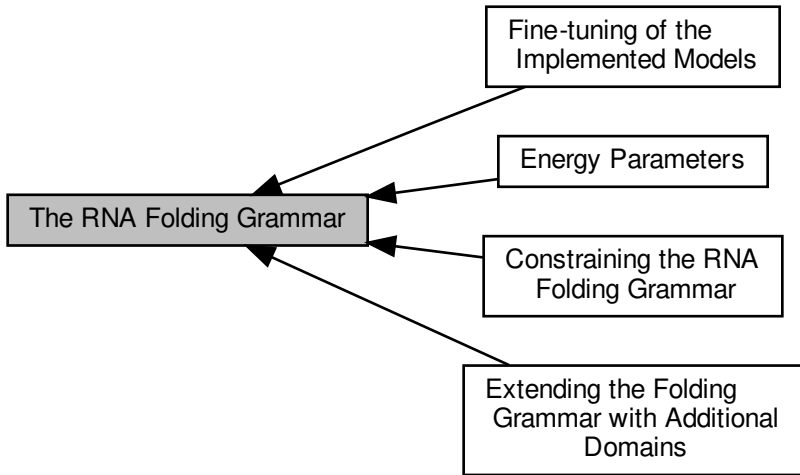 Fine-tuning of the
Implemented Models
Energy Parameters
The RNA Folding Grammar
Constraining the RNA
Folding Grammar
Extending the Folding
Grammar with Additional
Domains